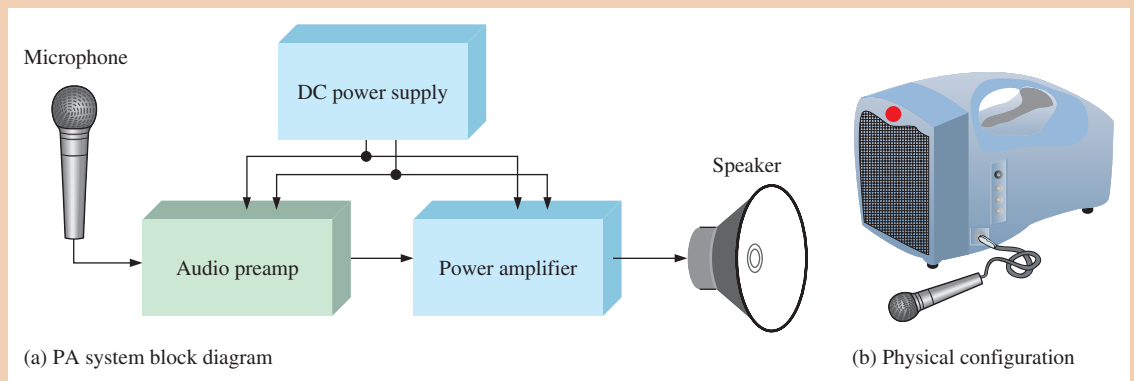 Microphone
DC power supply
Speaker
Audio preamp
Power amplifier
(a) PA system block diagram
(b) Physical configuration